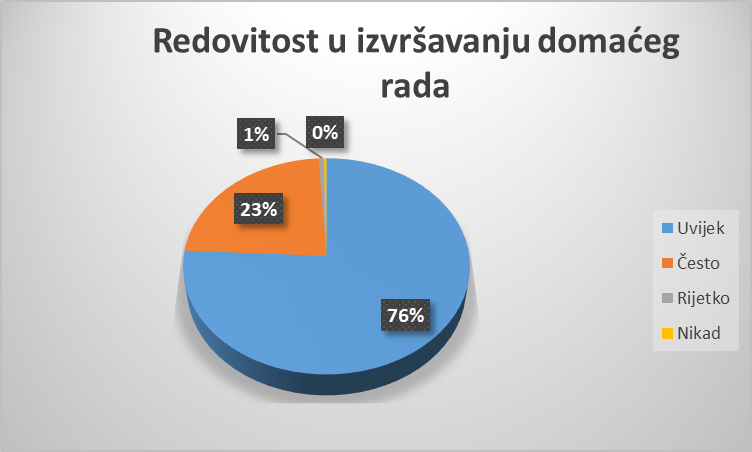 Redovitost u izvršavanju domaćeg
rada
1%
0%
23%
76%
Uvijek
Često
Rijetko
Nikad